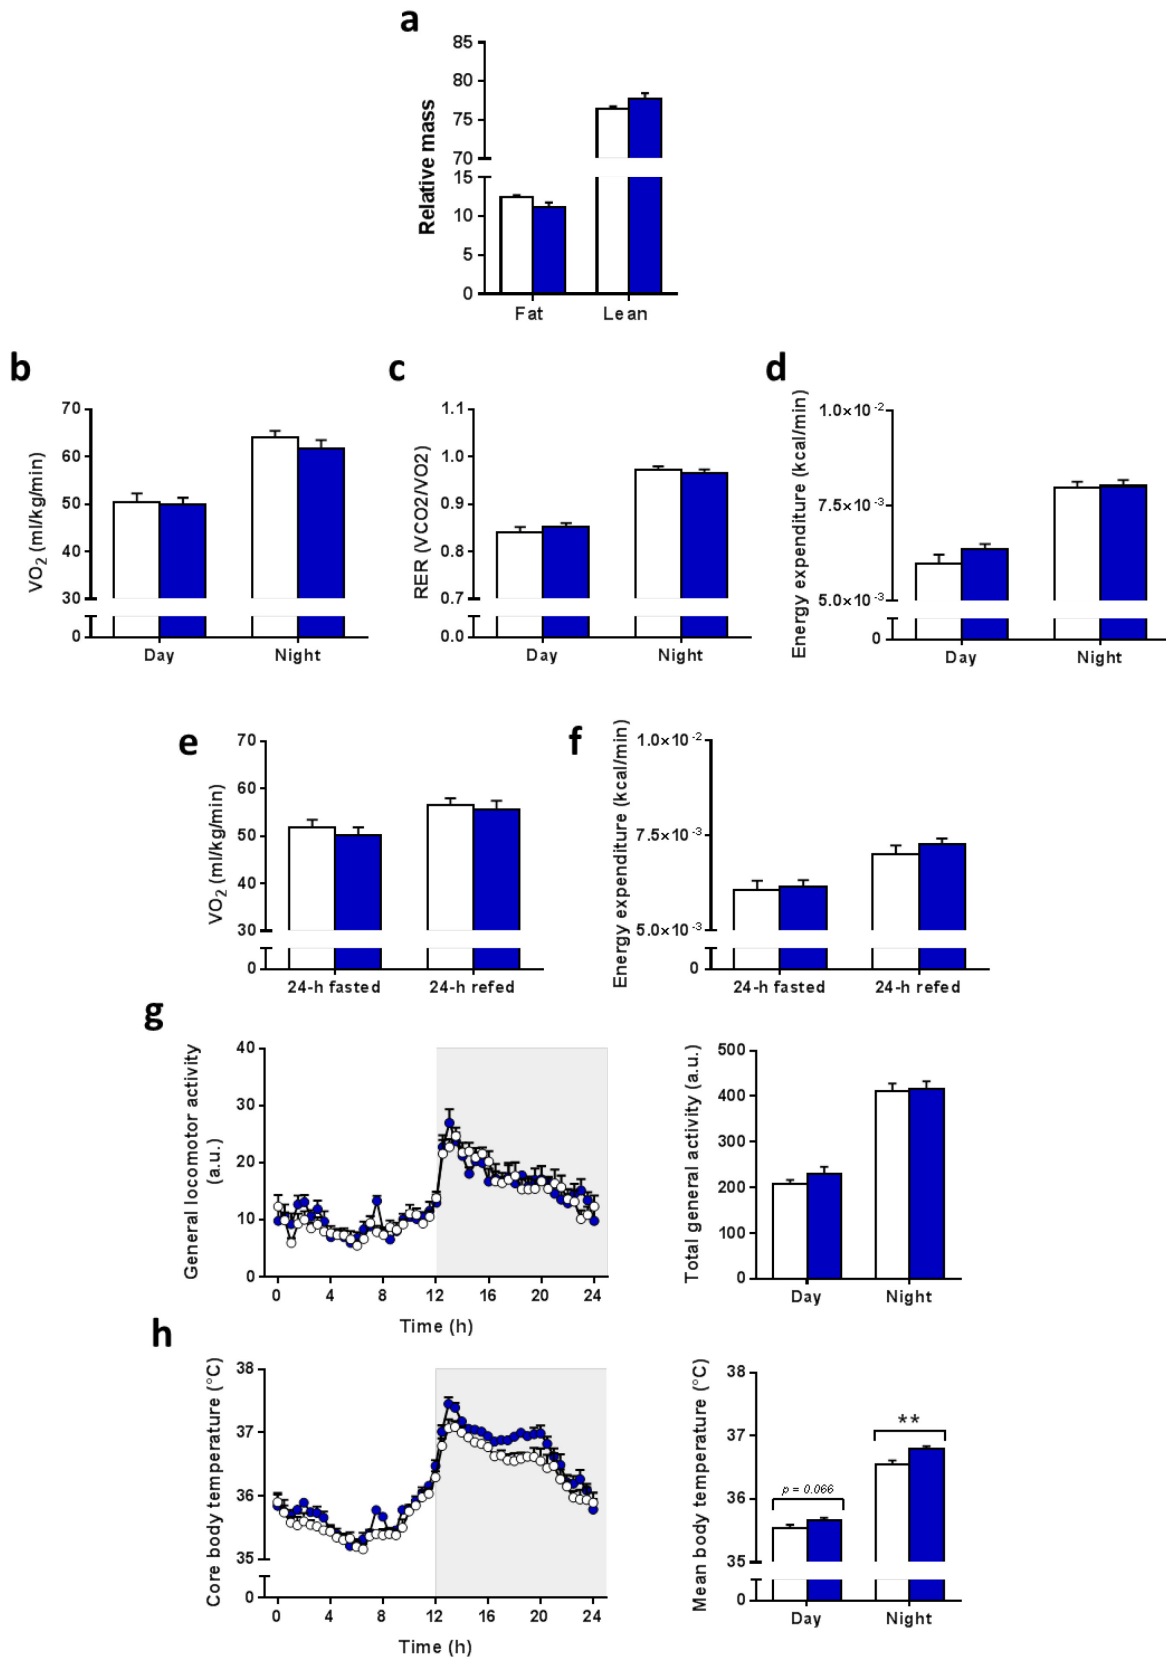 a
85
80
75
70
15
10
5
0
Relative mass
Fat Lean
b
70
60
50
40
30
0
VO2 (ml/kg/min)
Day Night
c
1.1
1.0
0.9
0.8
0.7
0.0
RER (VCO2/VO2)
Day Night
d
1.0×10 -2
7.5×10 -3
5.0×10 -3
0
Energy expenditure (kcal/min)
Day Night
e
70
60
50
40
30
0
VO2 (ml/kg/min)
24-h fasted 24-h refed
f
1.0×10 -2
7.5×10 -3
5.0×10 -3
0
Energy expenditure (kcal/min)
24-h fasted 24-h refed
g
40
30
20
10
0
General locomotor activity
(a.u.)
0 4 8 12 16 20 24
Time (h)
500
400
300
200
100
0
Total general activity (a.u.)
Day Night
h
38
37
36
35
0
Core body temperature (°C)
0 4 8 12 16 20 24
Time (h)
38
37
36
35
0
Mean body temperature (°C)
p = 0.066
**
Day Night